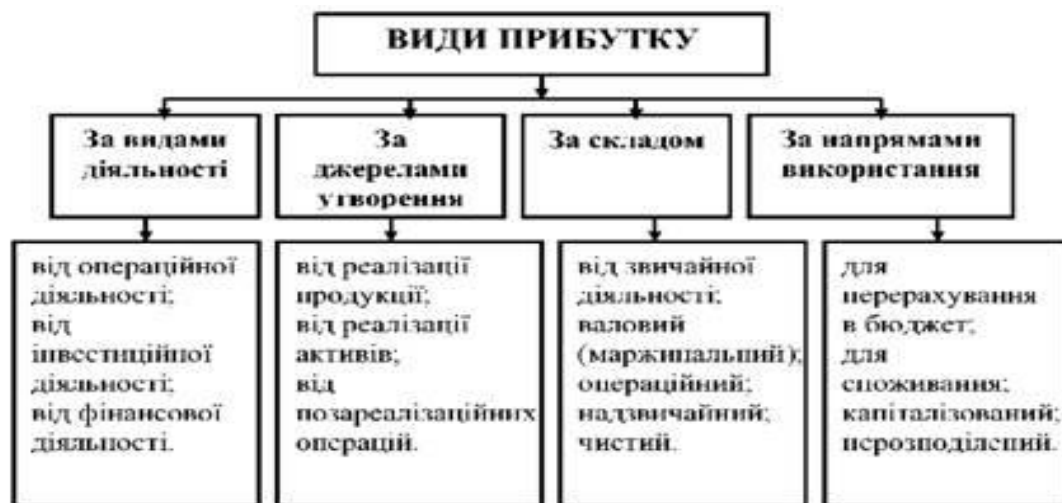 ВИДИ ПРИБУТКУ
За видами
діяльності
За
джерелами
утворення
За складом
За напрямами
використання
від операційної
діяльності;
від
інвестиційної
діяльності;
від фінансової
діяльності.
від реалізації
продукції;
від реалізації
активів;
від
позареалізаційних
операцій.
від звичайної
діяльності;
валовий
(маржинальний);
операційний;
надзвичайний;
чистий.
для
перерахування
в бюджет;
для
споживання;
капіталізований;
нерозподілений.